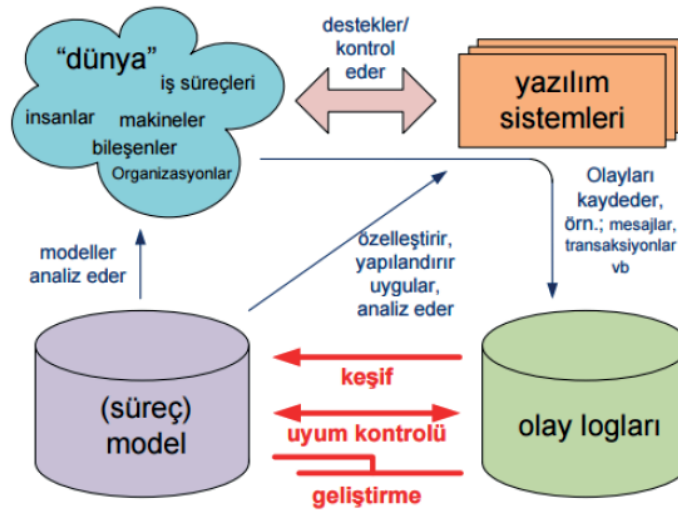 “dünya”
iş süreçleri
insanlar
makineler
bileşenler
Organizasyonlar
destekler/
kontrol
eder
yazılım
sistemleri
modeller
analiz eder
özelleştirir,
yapılandırır
uygular,
analiz eder
Olayları
kaydeder,
örn.; mesajlar,
transaksiyonlar
vb
(süreç)
model
keşif
uyum kontrolü
geliştirme
olay logları